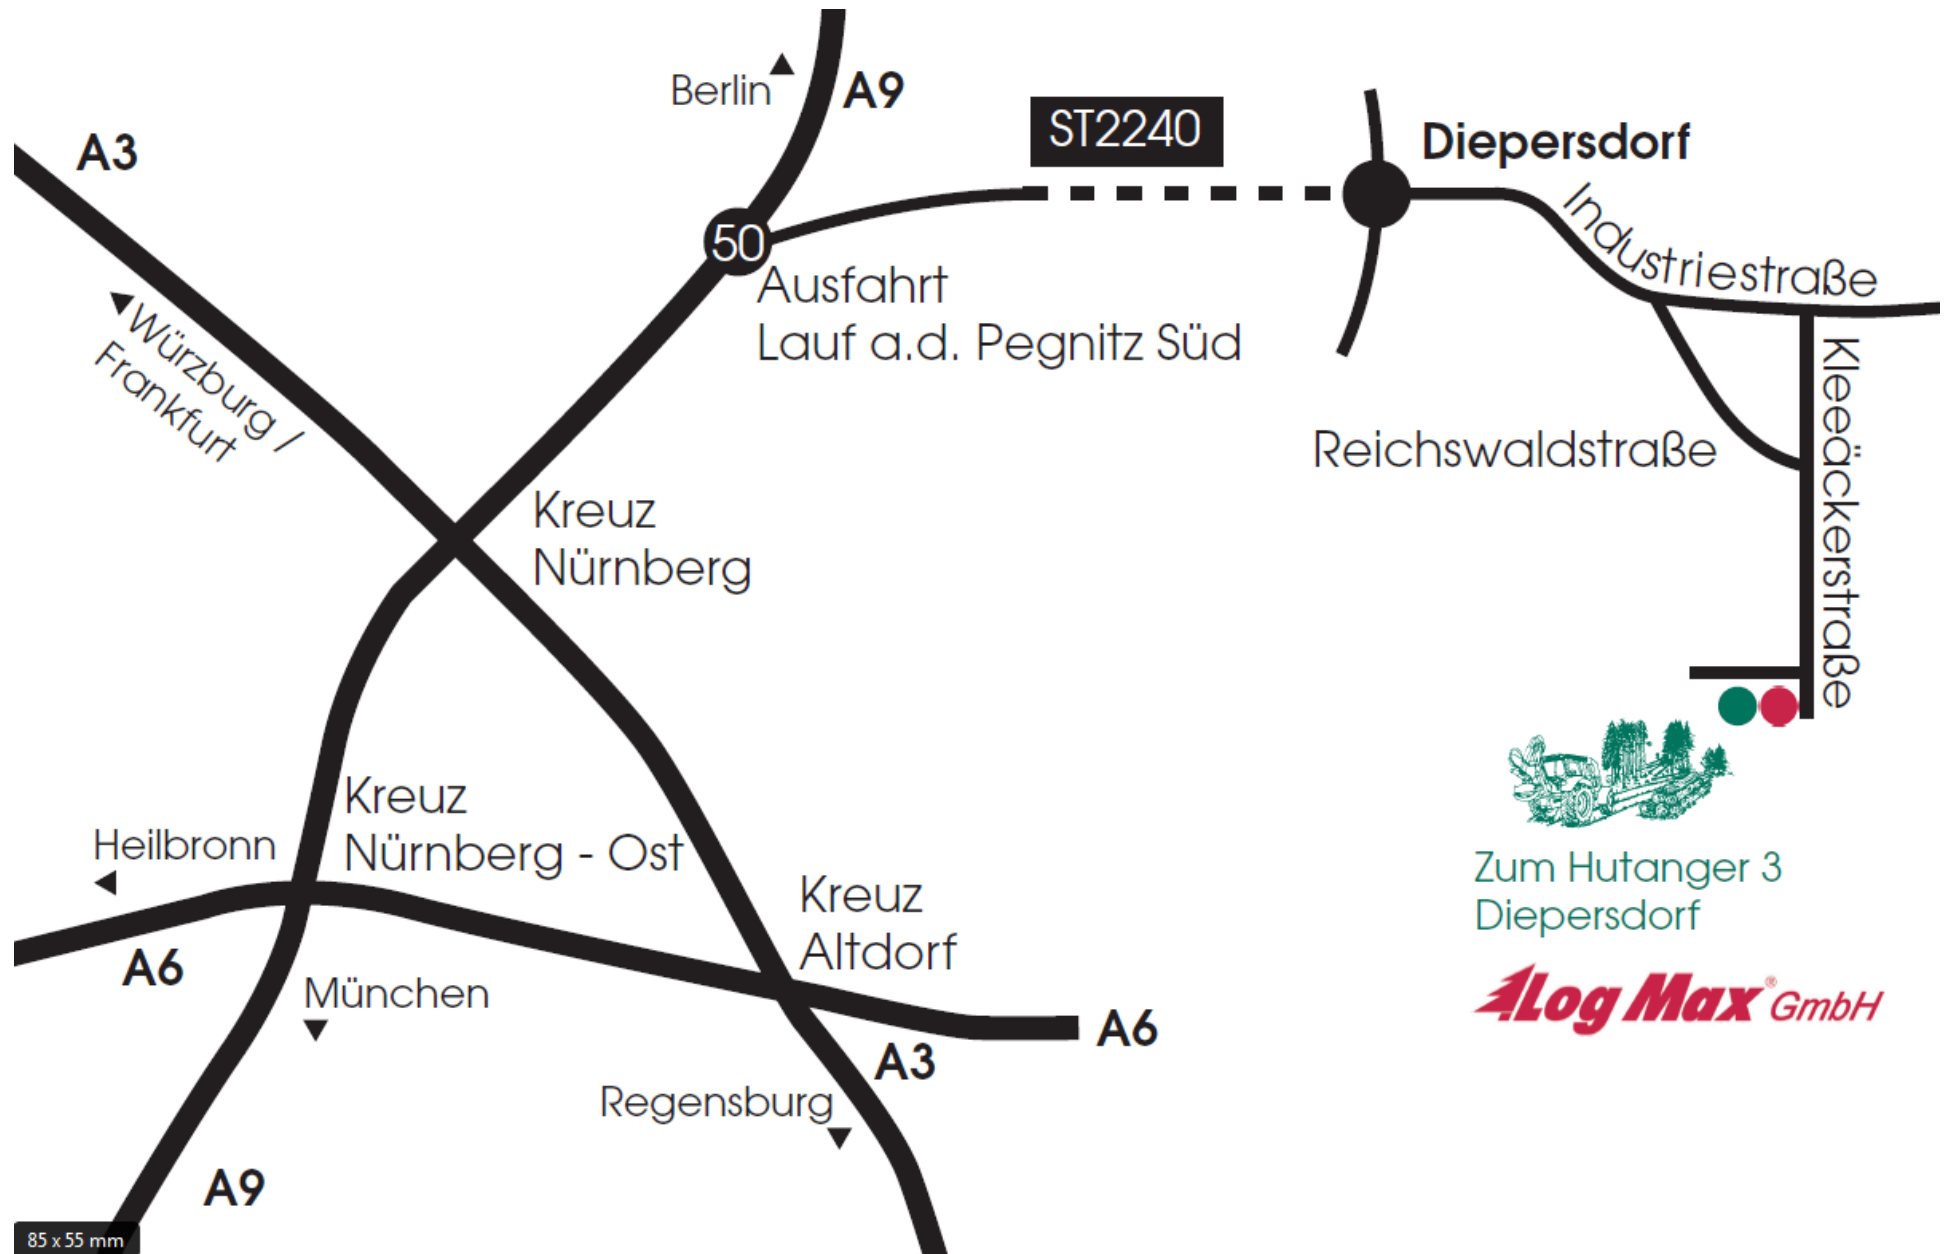 Berlin
A9
ST2240
Diepersdorf
A3
Industriestraße
50
Ausfahrt
Lauf a.d. Pegnitz Süd
Würzburg /
Frankfurt
Kleeäckerstraße
Reichswaldstraße
Kreuz
Nürnberg
Kreuz
Nürnberg - Ost
Heilbronn
Kreuz
Altdorf
Zum Hutanger 3
Diepersdorf
A6
München
Log Max® GmbH
A6
A3
Regensburg
A9
85 x 55 mm